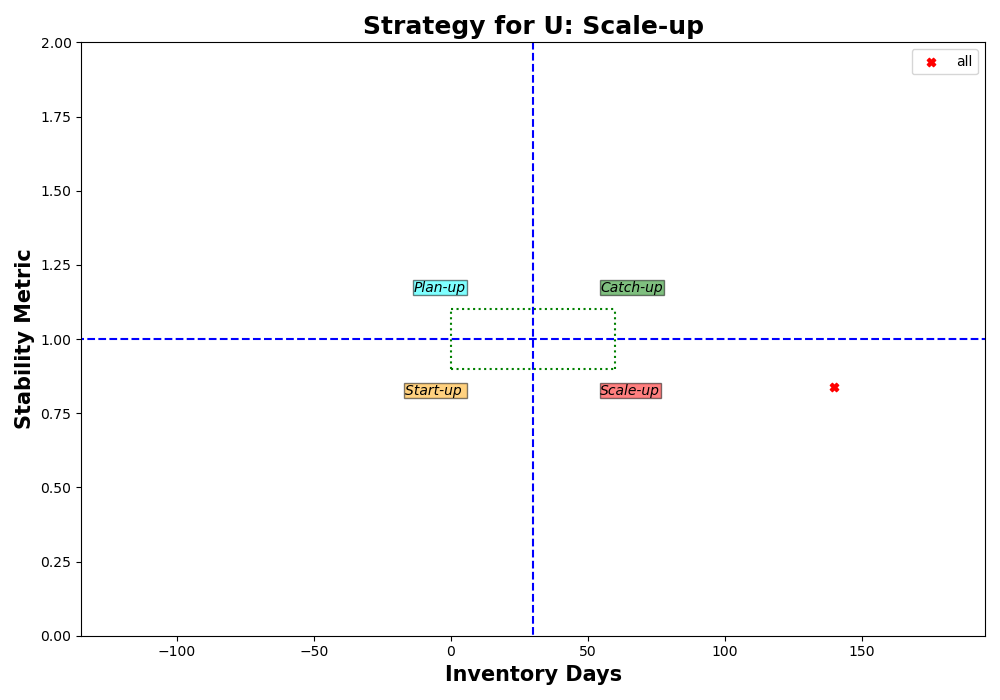 Strategy for U: Scale-up
all
Stability Metric
2.00
1.75
1.50
1.25
1.00
0.75
0.50
0.25
0.00
Plan-up
Catch-up
Start-up
Scale-up
−100
−50
0
50
100
150
Inventory Days